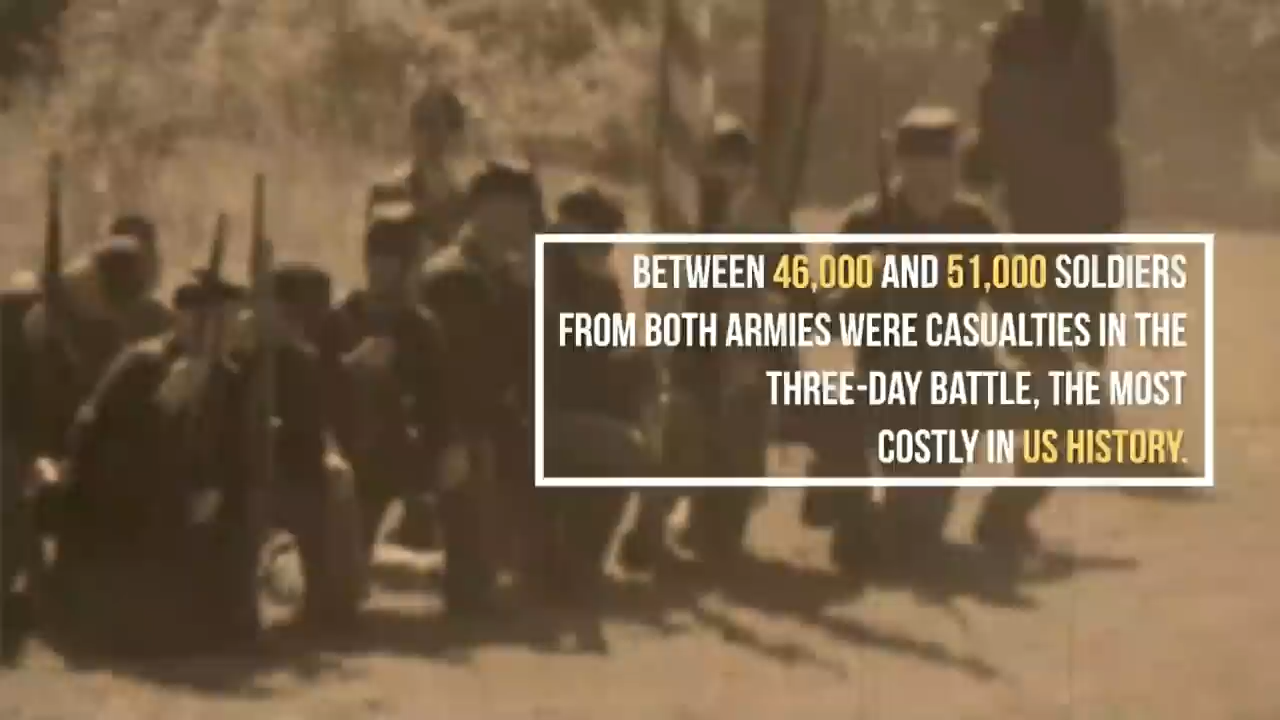 BETWEEN 46,000 AND 51,000 SOLDIERS
FROM BOTH ARMIES WERE CASUALTIES IN THE
THREE-DAY BATTLE, THE MOST
COSTLY IN US HISTORY.